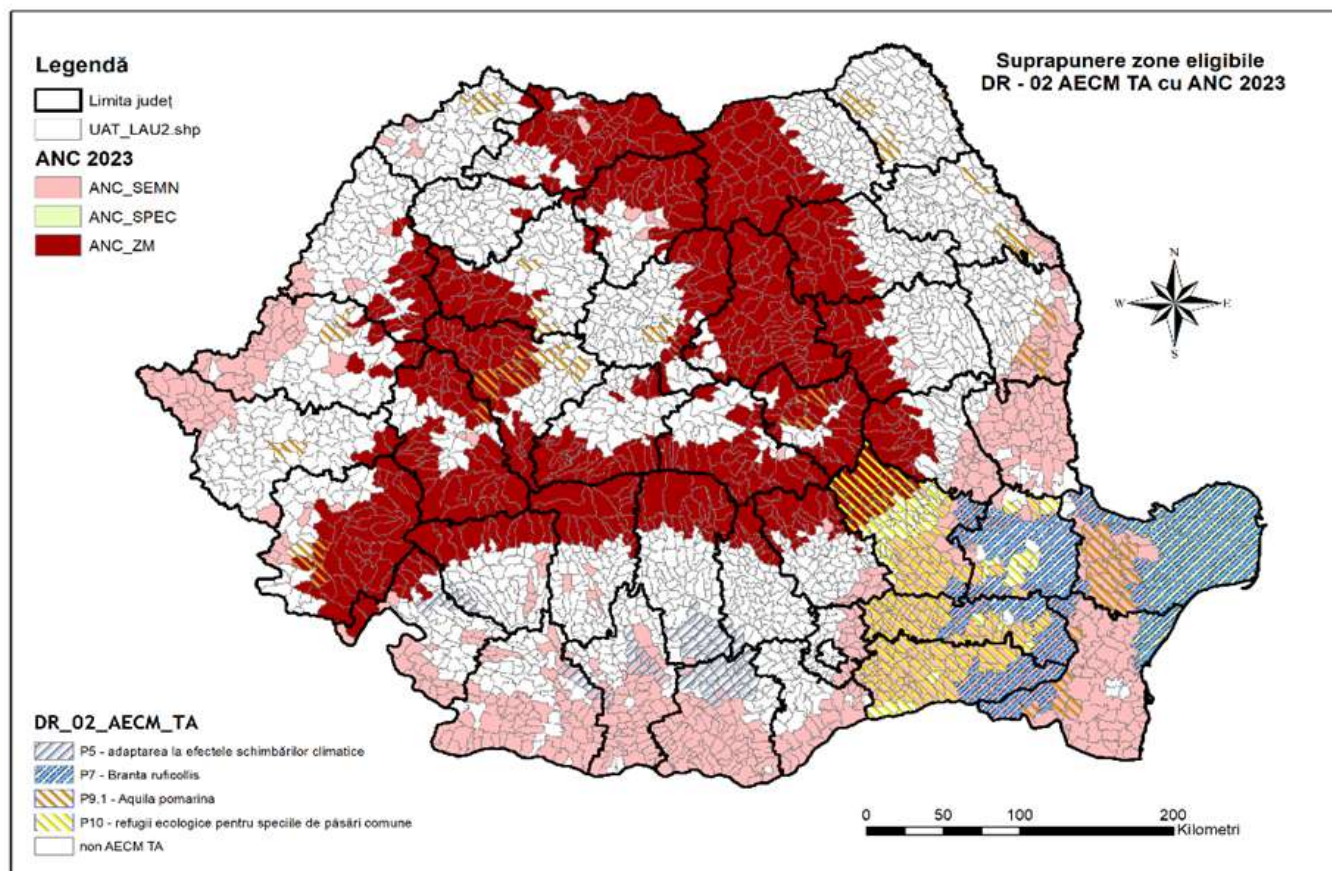 Suprapunere zone eligibile
DR - 02 AECM TA cu ANC 2023
Legendă
Limita județ
UAT_LAU2.shp
ANC 2023
ANC_SEMN
ANC_SPEC
ANC_ZM
N
W
E
S
DR_02_AECM_TA
P5 - adaptarea la efectele schimbărilor climatice
P7 - Branta ruficollis
P9.1 - Aquila pomarina
P10 - refugii ecologice pentru speciile de păsări comune
non AECM TA
0 50 100 200
Kilometri